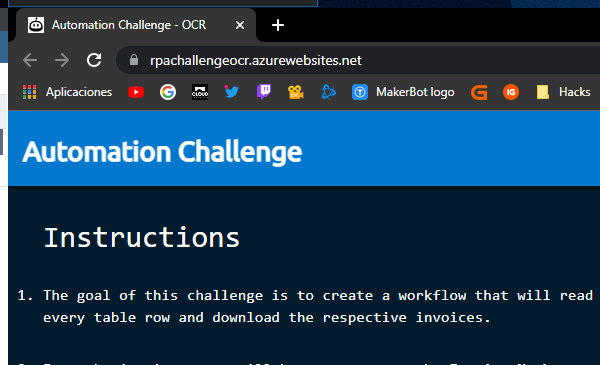 Automation Challenge - OCR
rpachallengeocr.azurewebsites.net
Aplicaciones
CLOUD
MakerBot logo
IG
Hacks
Automation Challenge
Instructions
1. The goal of this challenge is to create a workflow that will read
every table row and download the respective invoices.